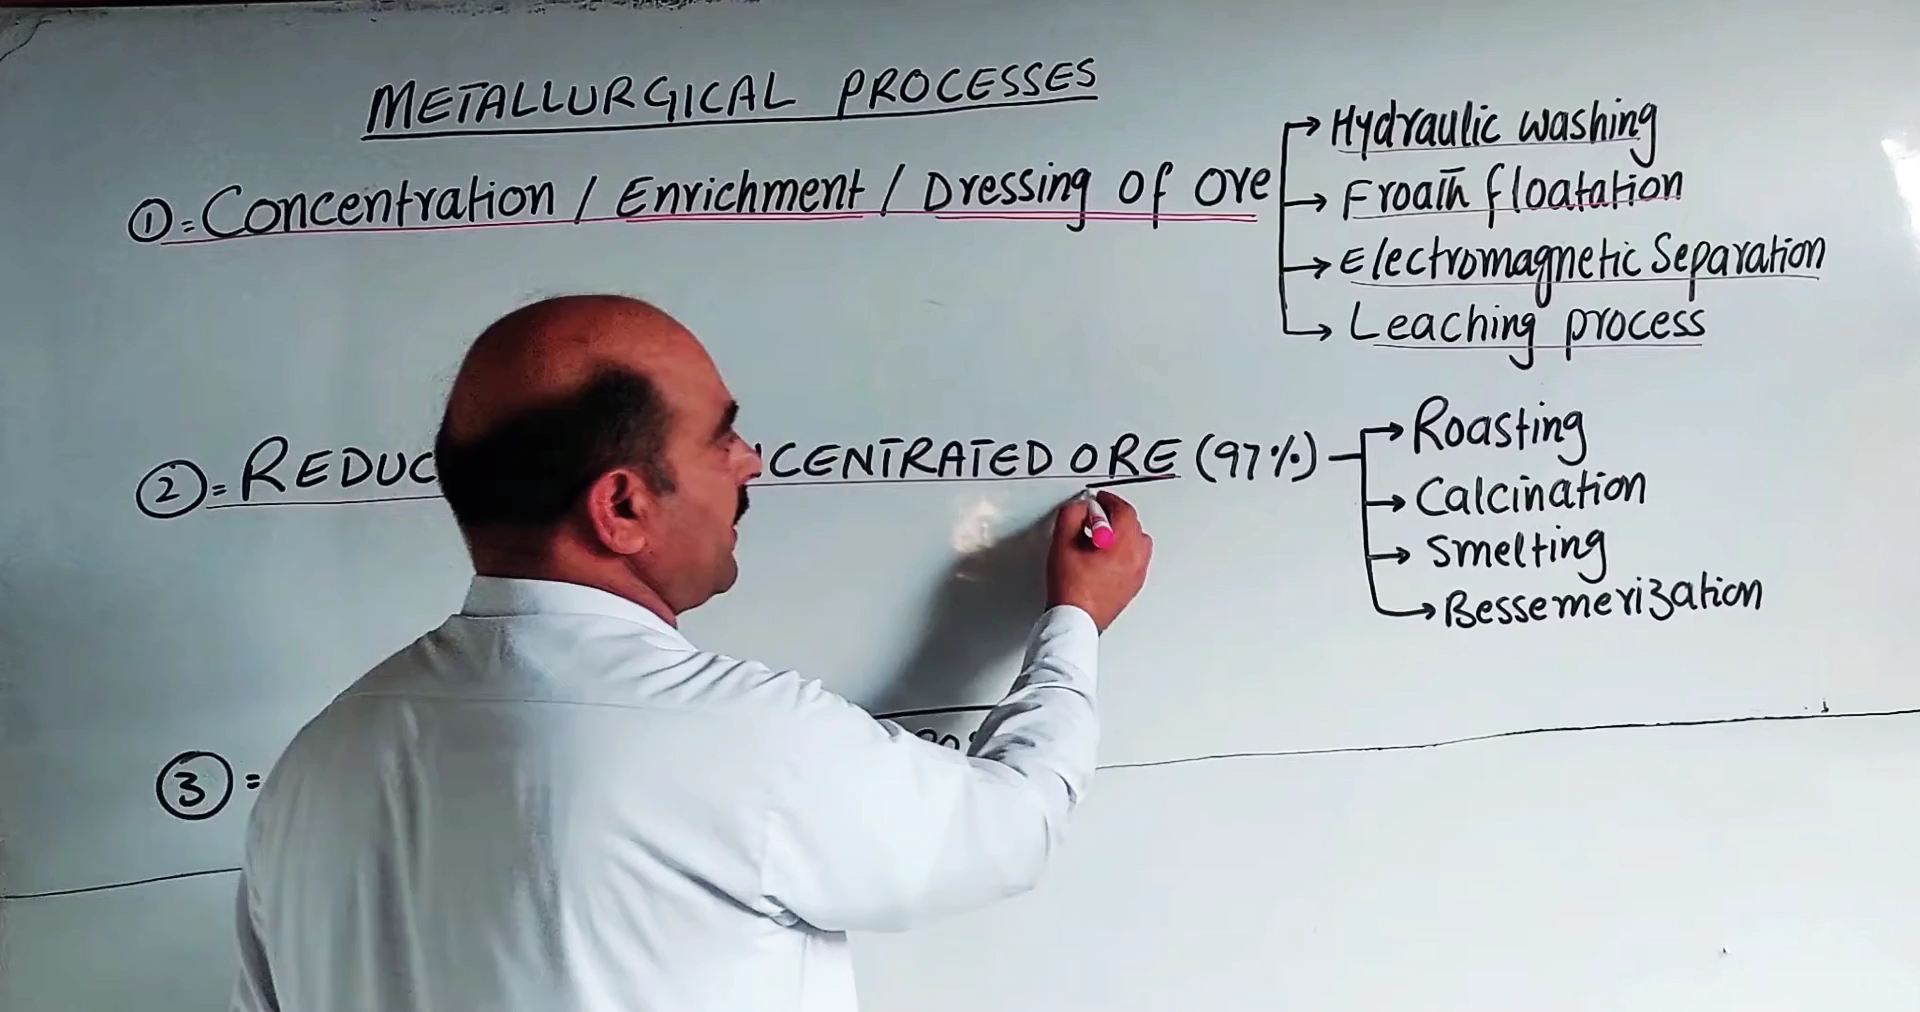 METALLURGICAL PROCESSES
①= Concentration / Enrichment / Dressing of ore
→ Hydraulic washing
→ Froath floatation
→ Electromagnetic Separation
→ Leaching process
②= REDUC CENTRATED ORE (97%)
→ Roasting
→ Calcination
→ Smelting
→ Bessemerization
③ =